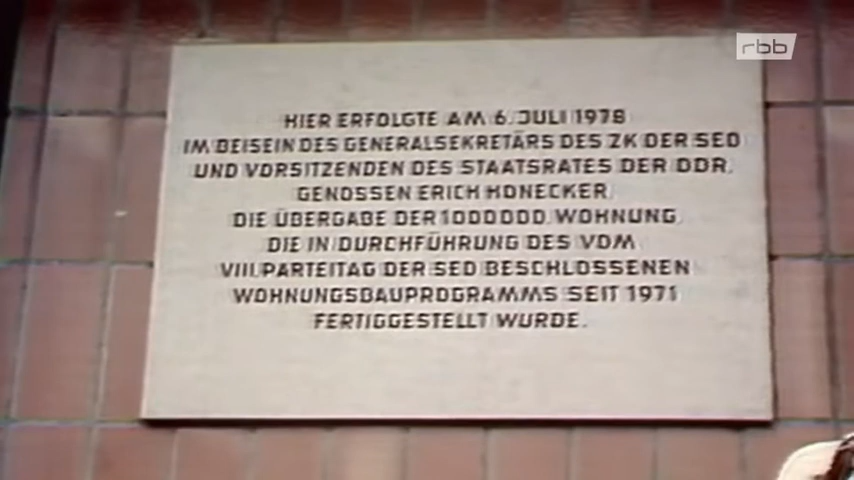 rbb
HIER ERFOLGTE AM 6. JULI 1978
IM BEISEIN DES GENERALSEKRETÄRS DES ZK DER SED
UND VORSITZENDEN DES STAATSRATES DER DDR,
GENOSSEN ERICH HONECKER,
DIE ÜBERGABE DER 1000000. WOHNUNG,
DIE IN DURCHFÜHRUNG DES VOM
VIII. PARTEITAG DER SED BESCHLOSSENEN
WOHNUNGSBAUPROGRAMMS SEIT 1971
FERTIGGESTELLT WURDE.